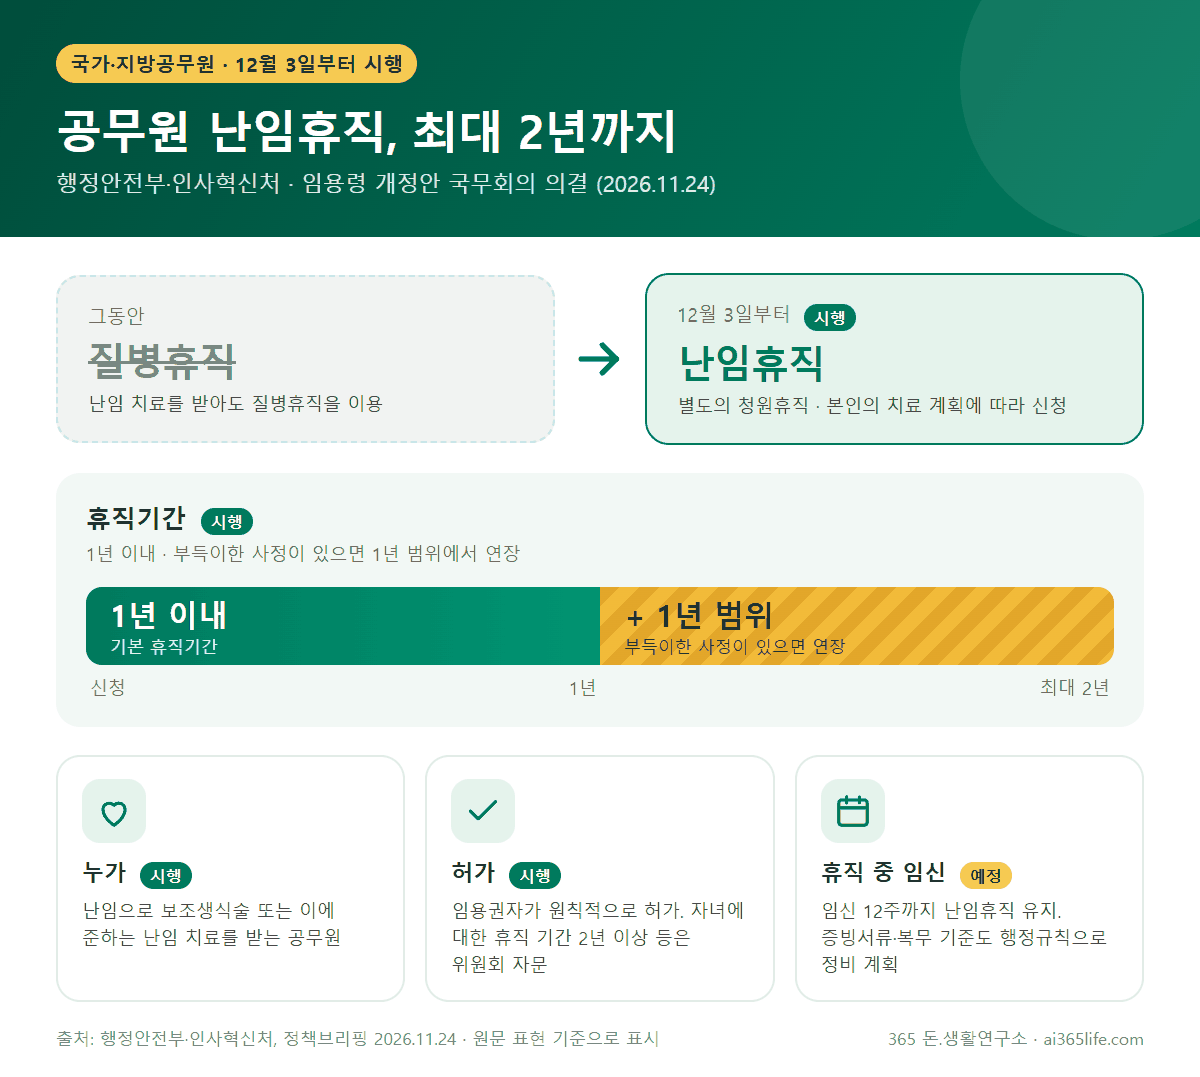 국가·지방공무원 · 12월 3일부터 시행
공무원 난임휴직, 최대 2년까지
행정안전부·인사혁신처 · 임용령 개정안 국무회의 의결 (2026.11.24)
그동안
질병휴직
난임 치료를 받아도 질병휴직을 이용
12월 3일부터 시행
난임휴직
별도의 청원휴직 · 본인의 치료 계획에 따라 신청
휴직기간 시행
1년 이내 · 부득이한 사정이 있으면 1년 범위에서 연장
1년 이내
기본 휴직기간
+ 1년 범위
부득이한 사정이 있으면 연장
신청 1년 최대 2년
누가 시행
난임으로 보조생식술 또는 이에
준하는 난임 치료를 받는 공무원
허가 시행
임용권자가 원칙적으로 허가. 자녀에
대한 휴직 기간 2년 이상 등은
위원회 자문
휴직 중 임신 예정
임신 12주까지 난임휴직 유지.
증빙서류·복무 기준도 행정규칙으로
정비 계획
출처: 행정안전부·인사혁신처, 정책브리핑 2026.11.24 · 원문 표현 기준으로 표시
365 돈.생활연구소 · ai365life.com